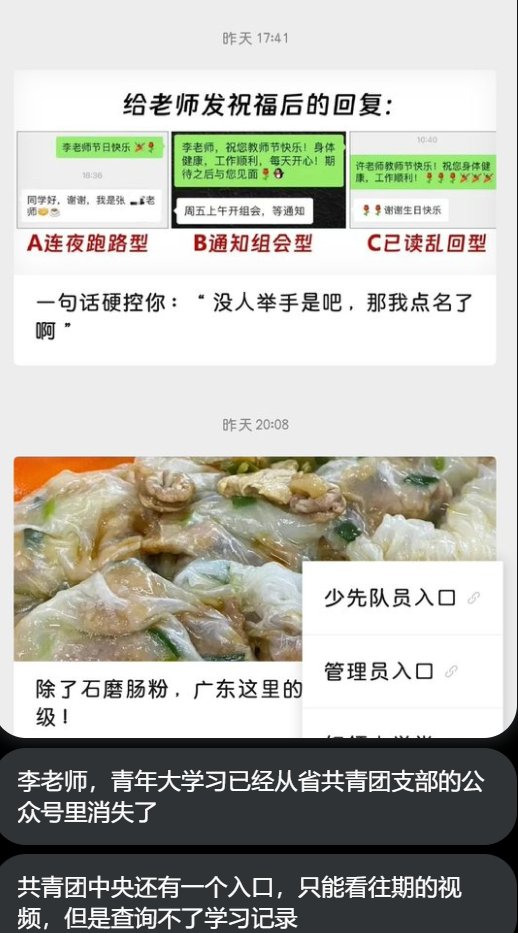 昨天 17:41
给老师发祝福后的回复：
李老师节日快乐
16:36
同学好，谢谢，我是张
老
师
李老师，祝您教师节快乐！身体
健康，工作顺利，每天开心！期
待之后与您见面
周五上午开组会，等通知
10:40
许老师教师节快乐！祝您身体健
康，工作顺利！
谢谢生日快乐
A连夜跑路型
B通知组会型
C已读乱回型
一句话硬控你：“没人举手是吧，那我点名了
啊”
昨天 20:08
少先队员入口
管理员入口
除了石磨肠粉，广东这里的
级！
李老师，青年大学习已经从省共青团支部的公
众号里消失了
共青团中央还有一个入口，只能看往期的视
频，但是查询不了学习记录